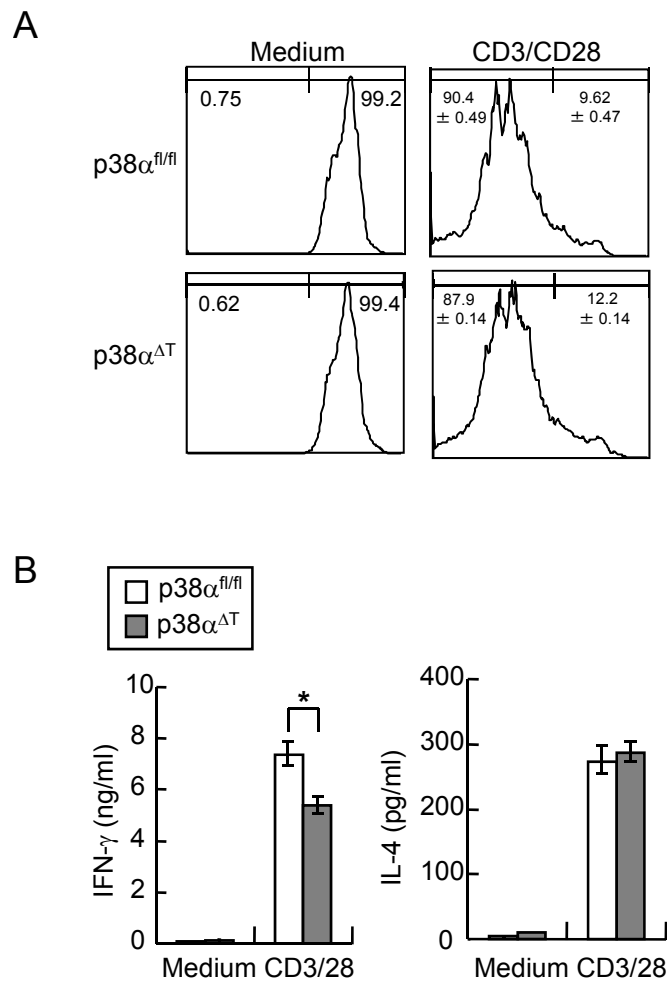 A
Medium CD3/CD28
p38α^fl/fl
0.75 99.2
90.4 ± 0.49 9.62 ± 0.47
p38α^ΔT
0.62 99.4
87.9 ± 0.14 12.2 ± 0.14
B
p38α^fl/fl
p38α^ΔT
IFN-γ (ng/ml)
10
8
6
4
2
0
*
Medium CD3/28
IL-4 (pg/ml)
400
300
200
100
0
Medium CD3/28